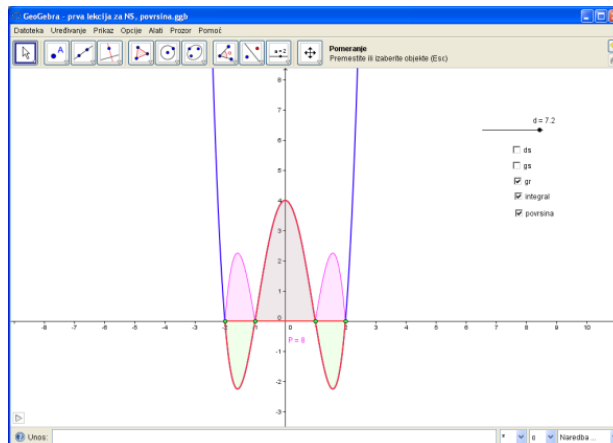 GeoGebra - prva lekcija za NS, povrsina.ggb
Datoteka Uređivanje Prikaz Opcije Alati Prozor Pomoć
A
a=2
Pomeranje
Premestite ili izaberite objekte (Esc)
d = 7.2
ds
gs
gr
integral
povrsina
8
7
6
5
4
3
2
1
0
-8 -7 -6 -5 -4 -3 -2 -1 0 1 2 3 4 5 6 7 8 9 10
P = 8
-1
-2
-3
Unos:
Naredba ...